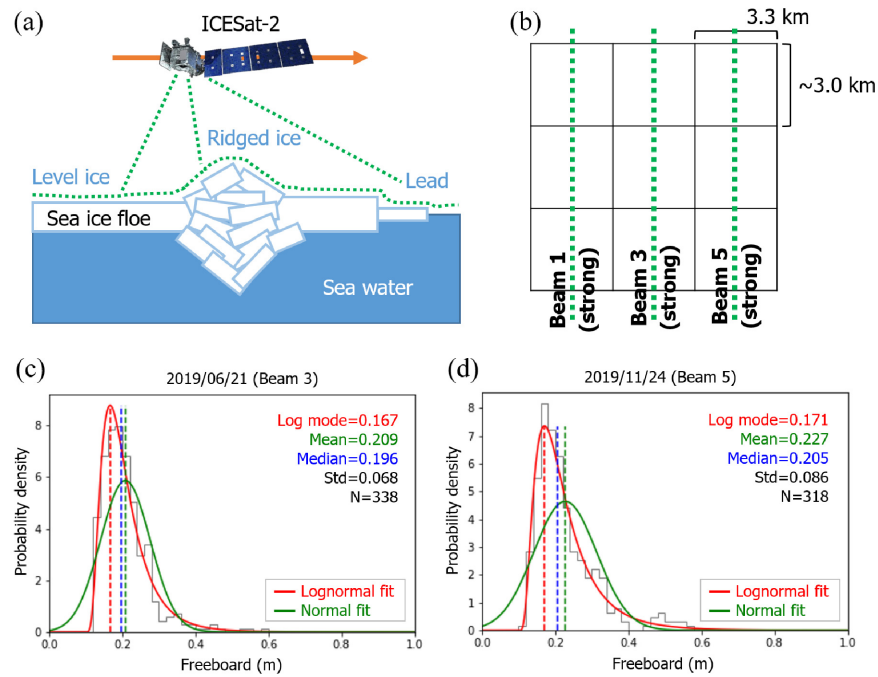 (a)
ICESat-2
Ridged ice
Level ice
Lead
Sea ice floe
Sea water
(b)
3.3 km
~3.0 km
Beam 1
(strong)
Beam 3
(strong)
Beam 5
(strong)
(c)
2019/06/21 (Beam 3)
Log mode=0.167
Mean=0.209
Median=0.196
Std=0.068
N=338
Lognormal fit
Normal fit
Probability density
8
6
4
2
0
0.0 0.2 0.4 0.6 0.8 1.0
Freeboard (m)
(d)
2019/11/24 (Beam 5)
Log mode=0.171
Mean=0.227
Median=0.205
Std=0.086
N=318
Lognormal fit
Normal fit
Probability density
8
7
6
5
4
3
2
1
0
0.0 0.2 0.4 0.6 0.8 1.0
Freeboard (m)